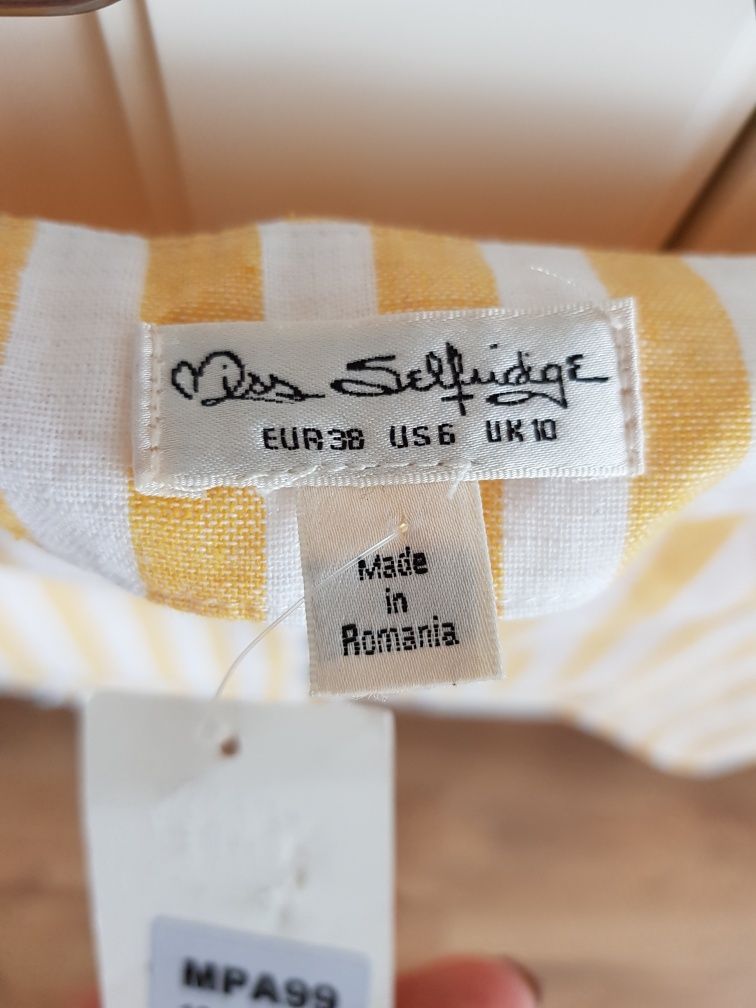 Miss Selfridge
EUR38 US6 UK10
Made
in
Romania
MPA99